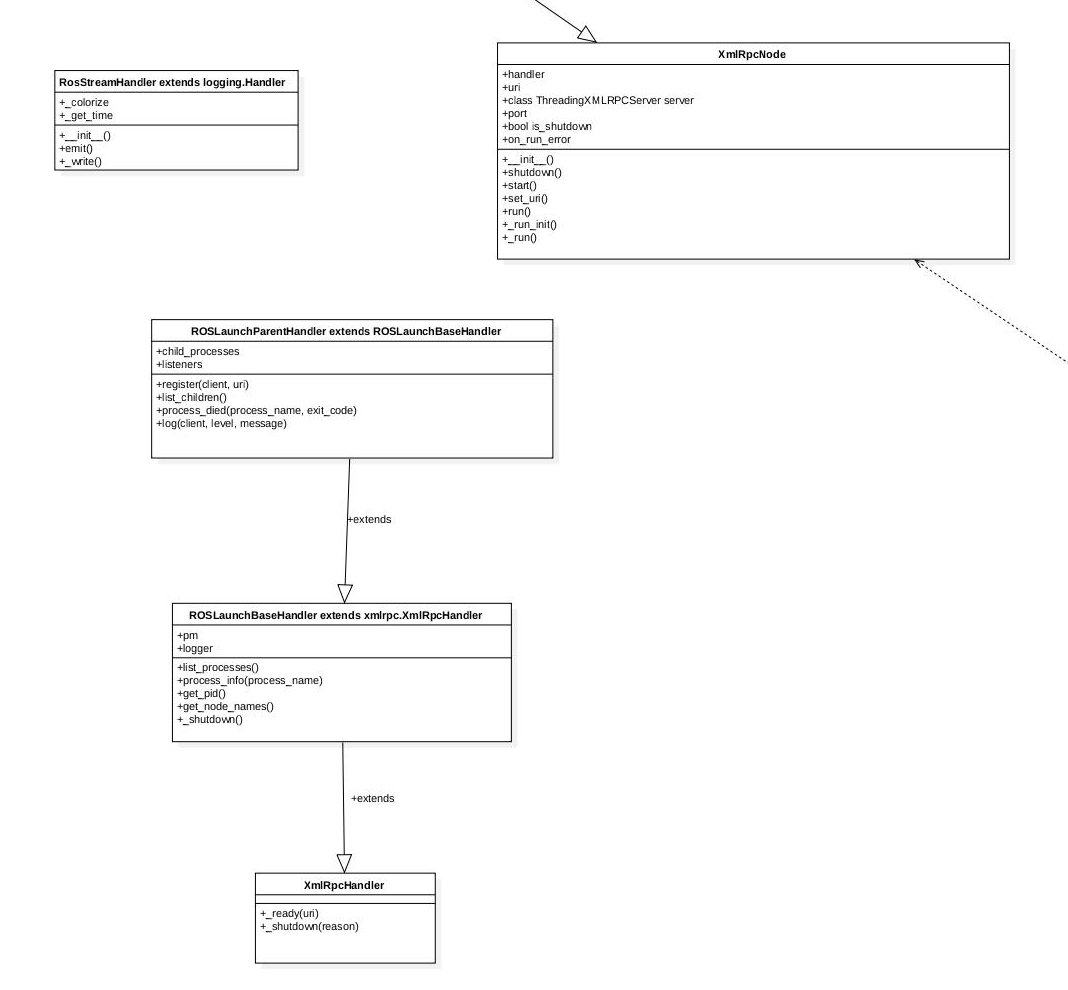 RosStreamHandler extends logging.Handler
+_colorize
+_get_time
+__init__()
+emit()
+_write()
XmlRpcNode
+handler
+uri
+class ThreadingXMLRPCServer server
+port
+bool is_shutdown
+on_run_error
+__init__()
+shutdown()
+start()
+set_uri()
+run()
+_run_init()
+_run()
ROSLaunchParentHandler extends ROSLaunchBaseHandler
+child_processes
+listeners
+register(client, uri)
+list_children()
+process_died(process_name, exit_code)
+log(client, level, message)
+extends
ROSLaunchBaseHandler extends xmlrpc.XmlRpcHandler
+pm
+logger
+list_processes()
+process_info(process_name)
+get_pid()
+get_node_names()
+_shutdown()
+extends
XmlRpcHandler
+_ready(uri)
+_shutdown(reason)